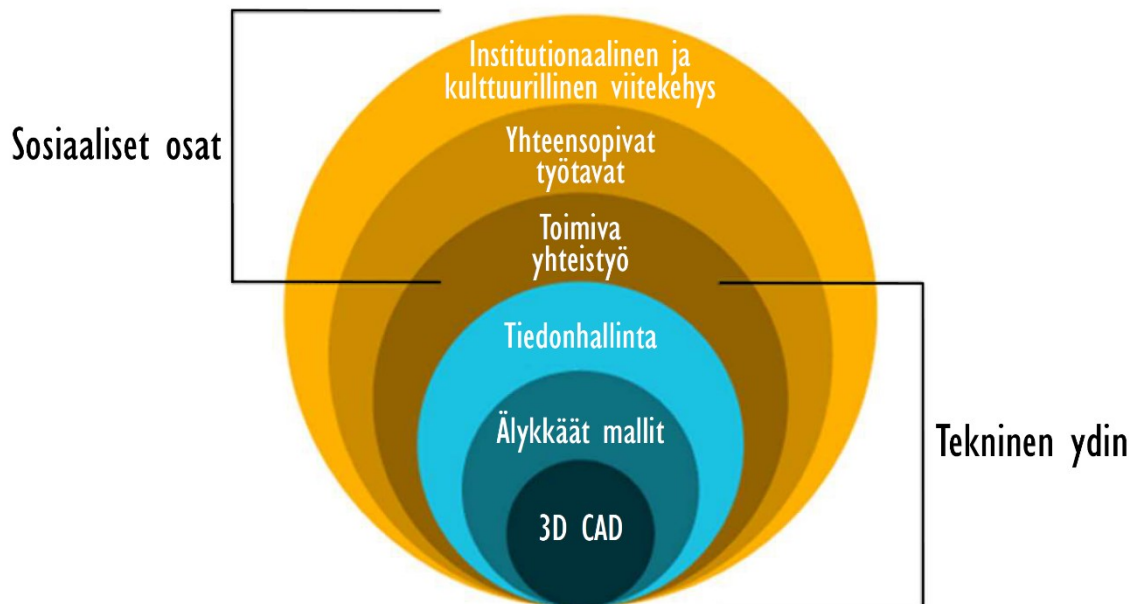 Institutionaalinen ja
kulttuurillinen viitekehys
Sosiaaliset osat
Yhteensopivat
työtavat
Toimiva
yhteistyö
Tiedonhallinta
Älykkäät mallit
Tekninen ydin
3D CAD